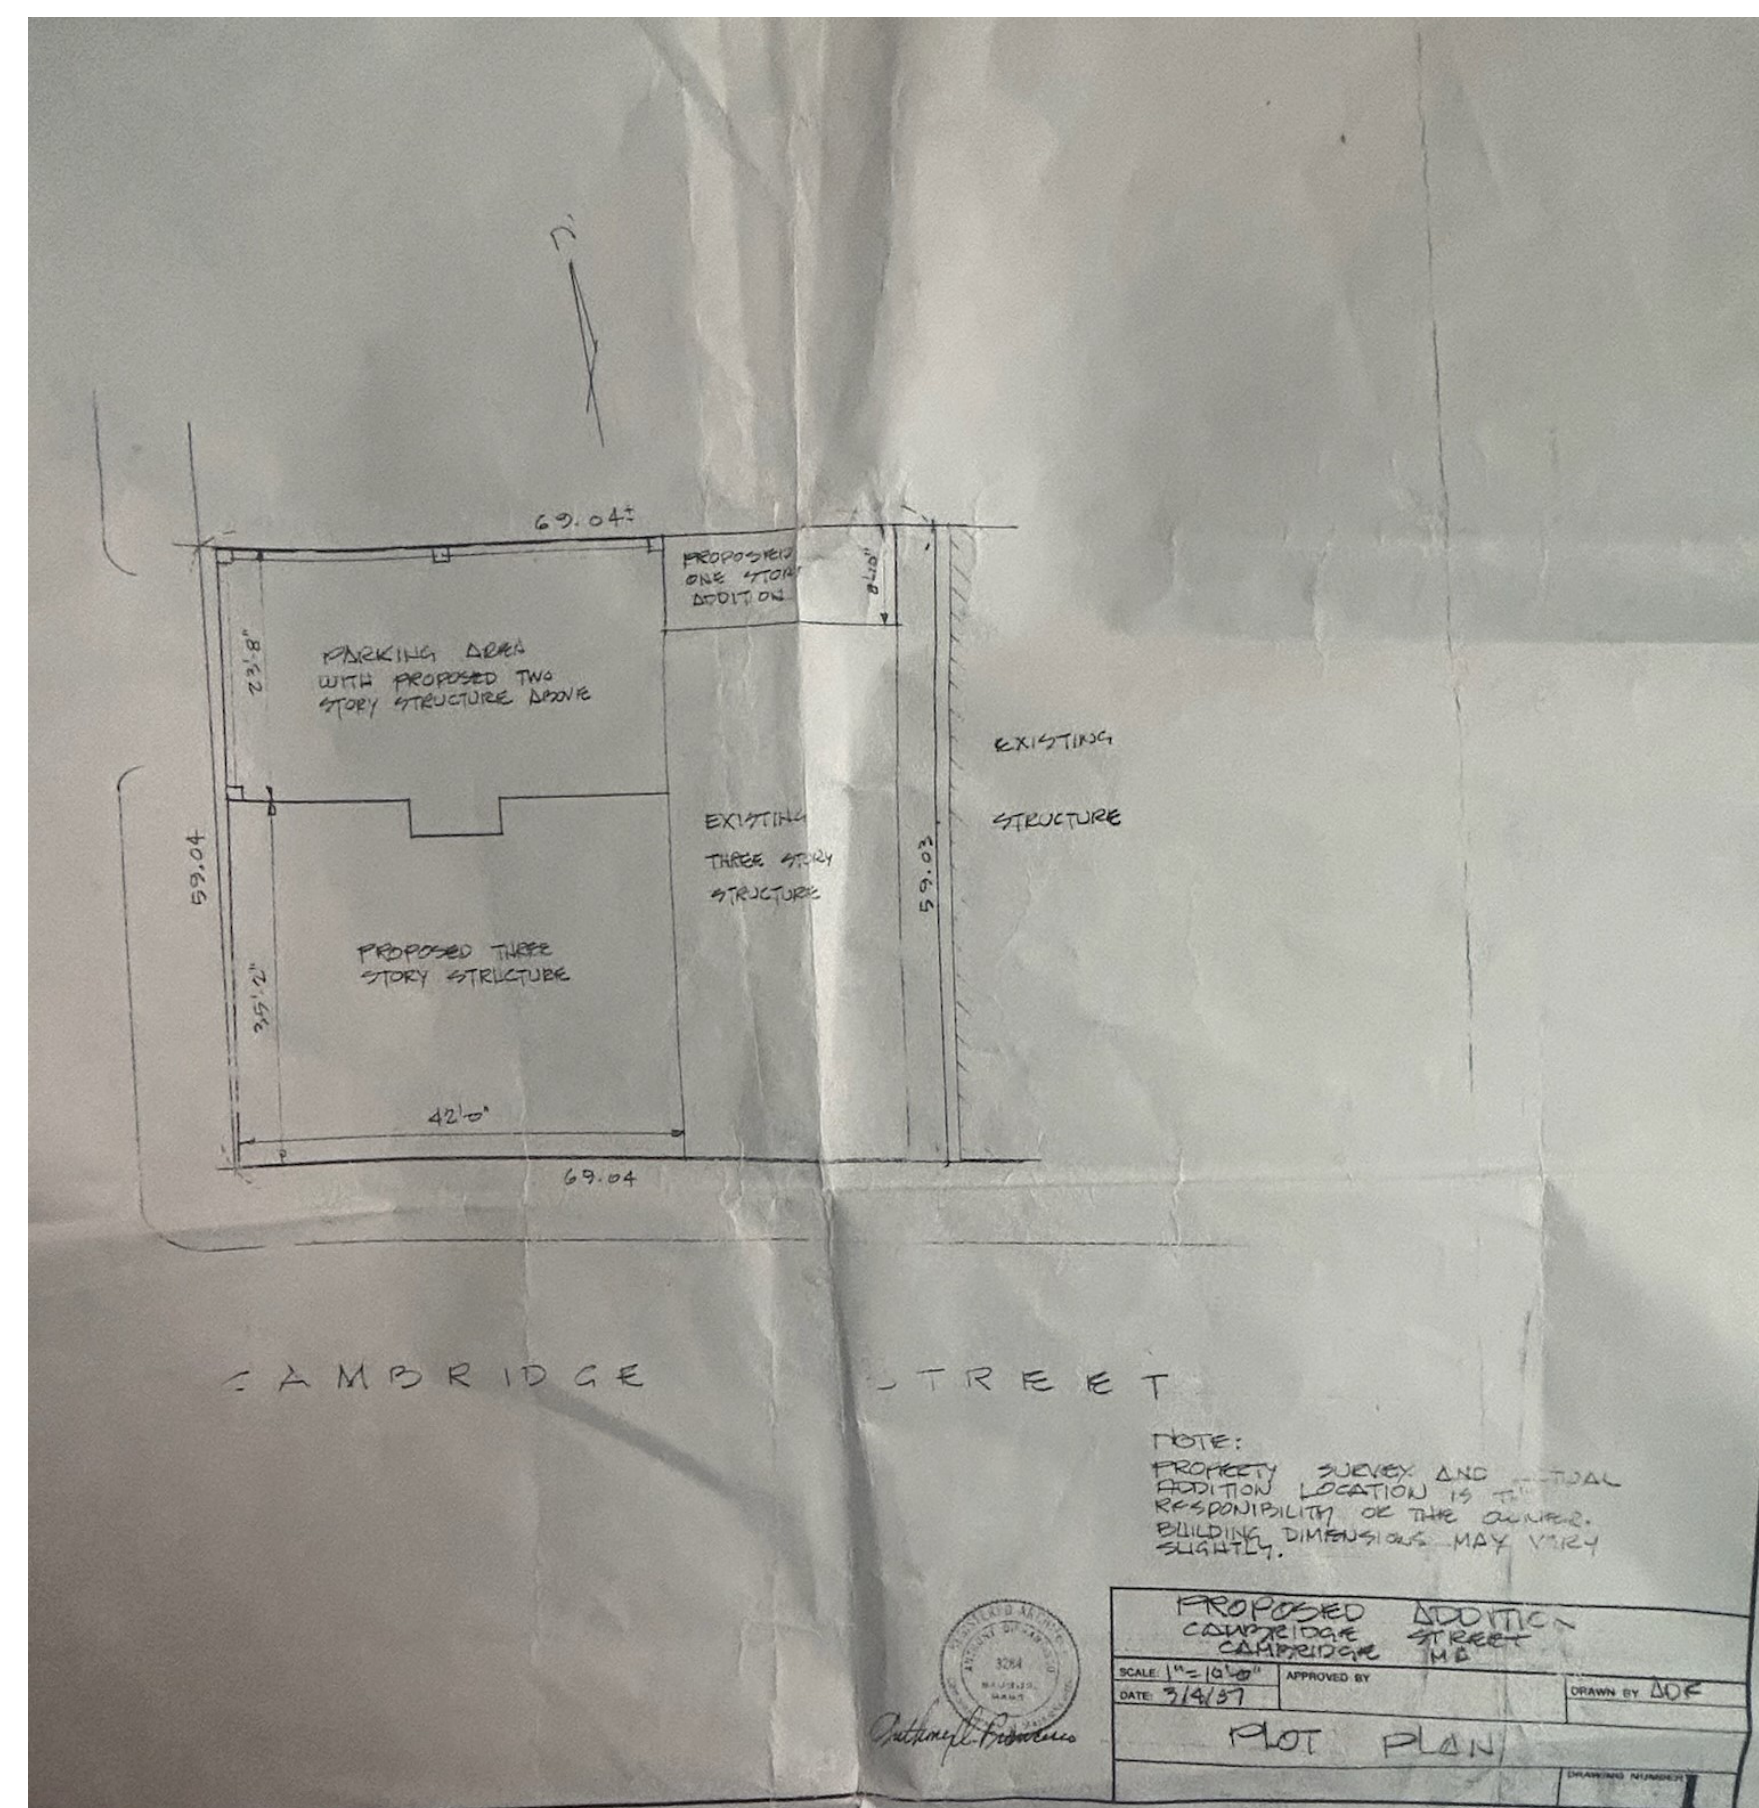 N
69.04±
PROPOSED
ONE STORY
ADDITION
8'-10"
23'-8"
PARKING AREA
WITH PROPOSED TWO
STORY STRUCTURE ABOVE
EXISTING
STRUCTURE
59.04
EXISTING
THREE STORY
STRUCTURE
59.03
PROPOSED THREE
STORY STRUCTURE
35'-2"
42'-0"
69.04
CAMBRIDGE STREET
NOTE:
PROPERTY SURVEY AND
ADDITION LOCATION IS
RESPONIBILITY OF THE OWNER.
BUILDING DIMENSIONS MAY VARY
SLIGHTLY.
PROPOSED ADDITION
CAMBRIDGE STREET
CAMBRIDGE MA
SCALE: 1" = 10'-0"
APPROVED BY
DRAWN BY ADF
DATE: 3/4/87
PLOT PLAN
DRAWING NUMBER
1
REGISTERED ARCHITECT
3284
MASS